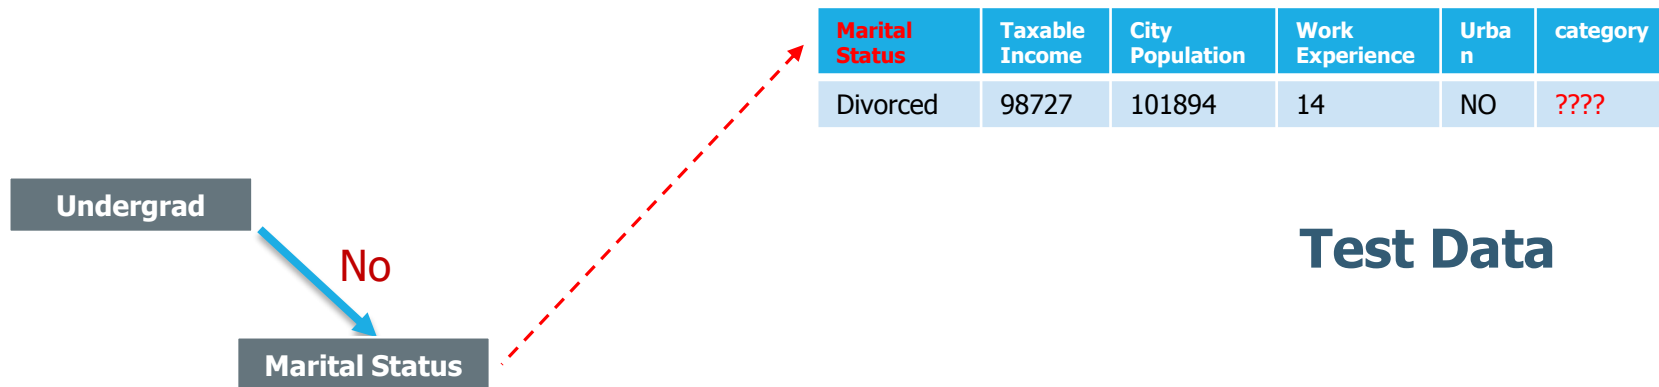 Marital Status
Taxable Income
City Population
Work Experience
Urba
n
category
Divorced 98727 101894 14 NO ????
Undergrad
No
Test Data
Marital Status